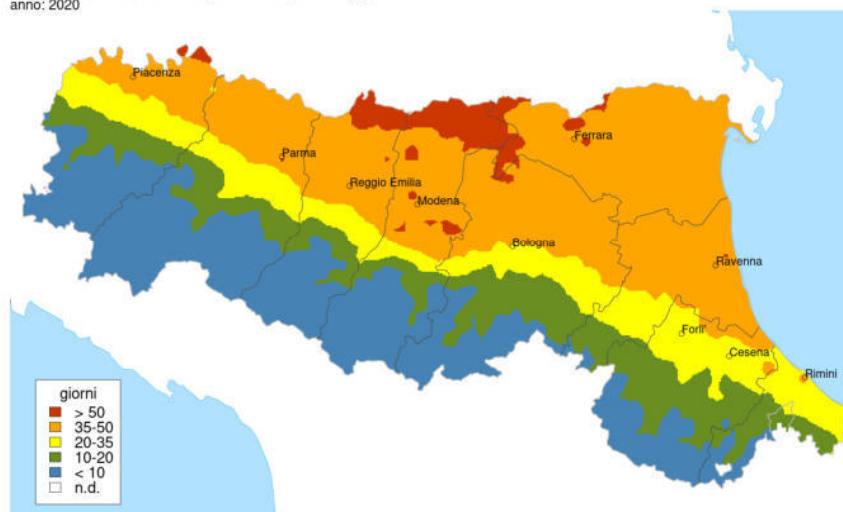 anno: 2020
Piacenza
Parma
Reggio Emilia
Modena
Ferrara
Bologna
Ravenna
Forli'
Cesena
Rimini
giorni
> 50
35-50
20-35
10-20
< 10
n.d.